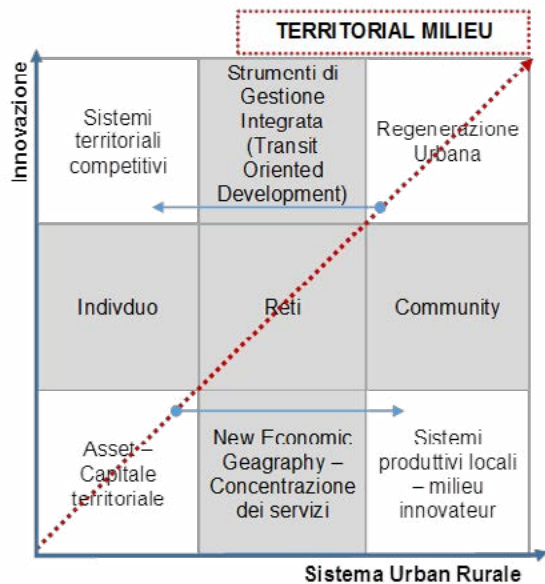 TERRITORIAL MILIEU
Innovazione
Sistemi
territoriali
competitivi
Strumenti di
Gestione
Integrata
(Transit
Oriented
Development)
Regenerazione
Urbana
Indivduo
Reti
Community
Asset –
Capitale
territoriale
New Economic
Geagraphy –
Concentrazione
dei servizi
Sistemi
produttivi locali
– milieu
innovateur
Sistema Urban Rurale